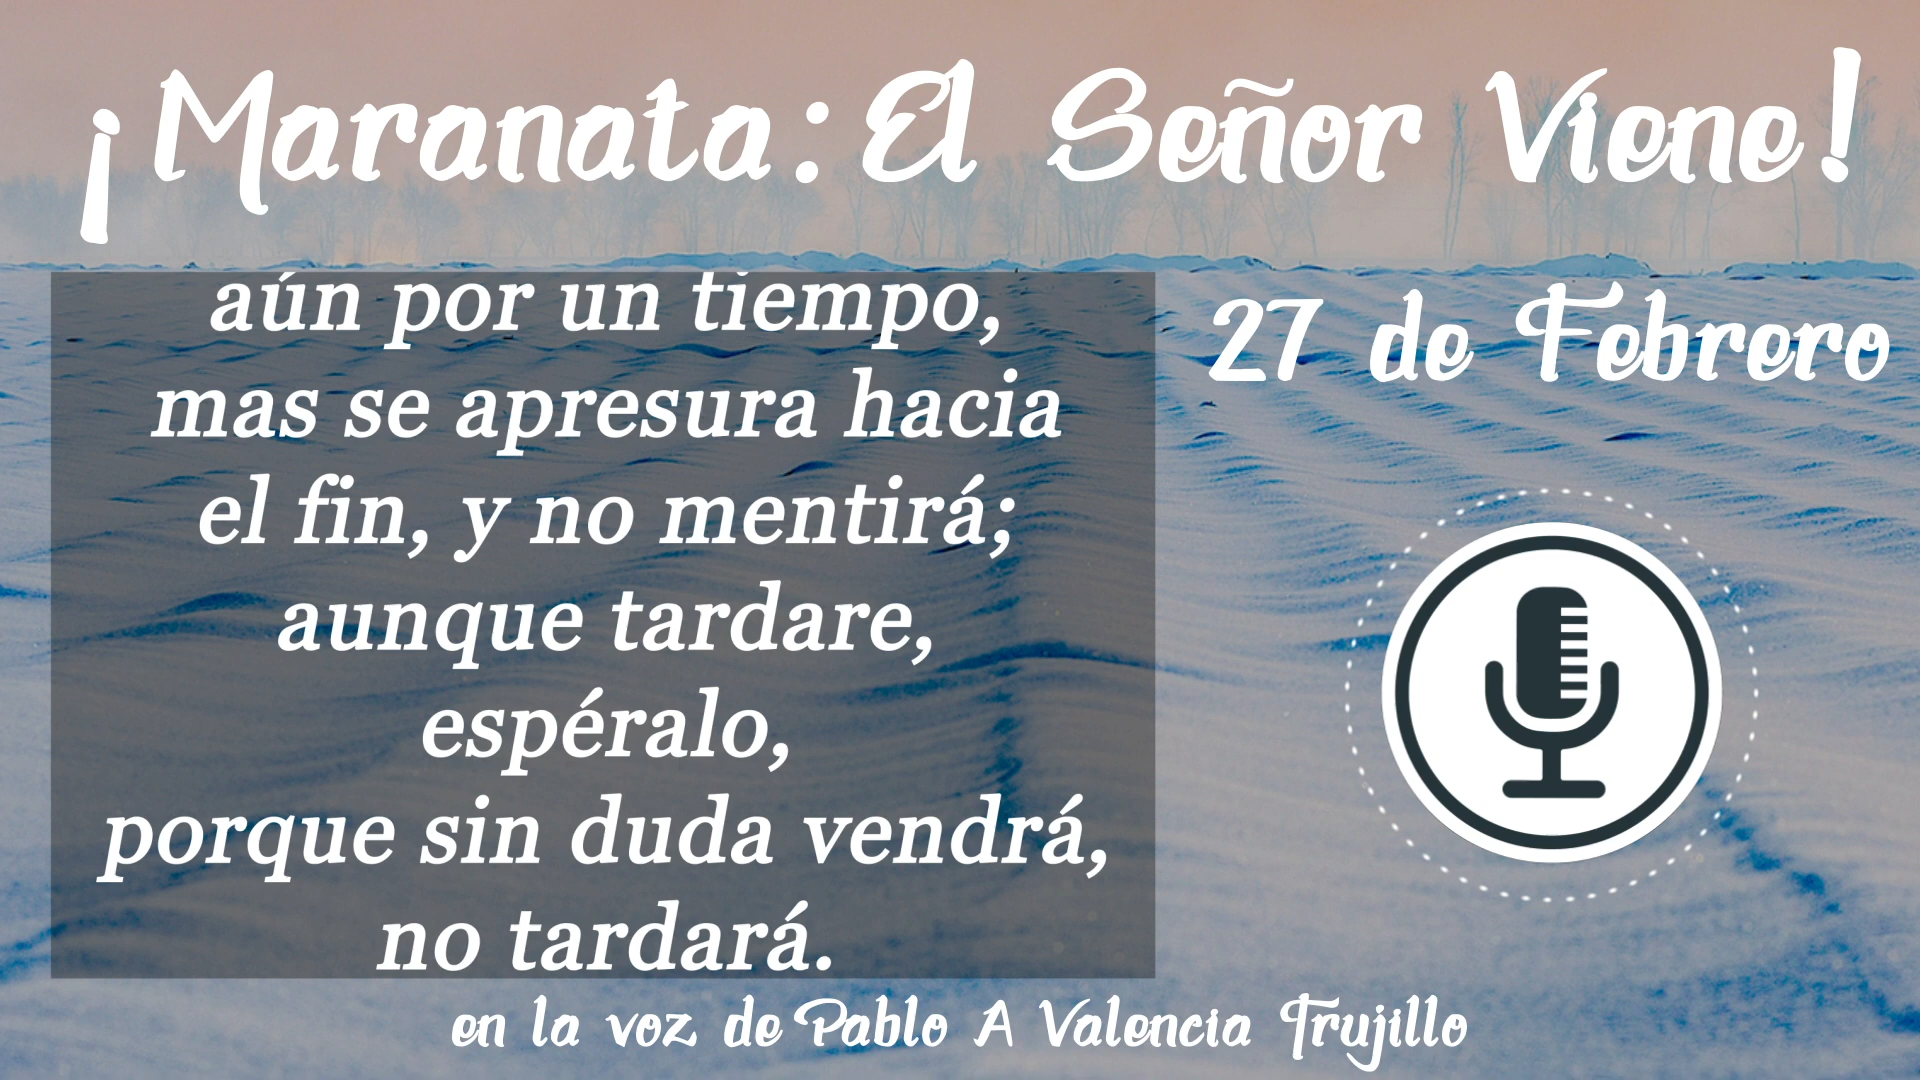 ¡Maranata: El Señor Viene!
27 de Febrero
aún por un tiempo,
mas se apresura hacia
el fin, y no mentirá;
aunque tardare,
espéralo,
porque sin duda vendrá,
no tardará.
en la voz de Pablo A Valencia Trujillo